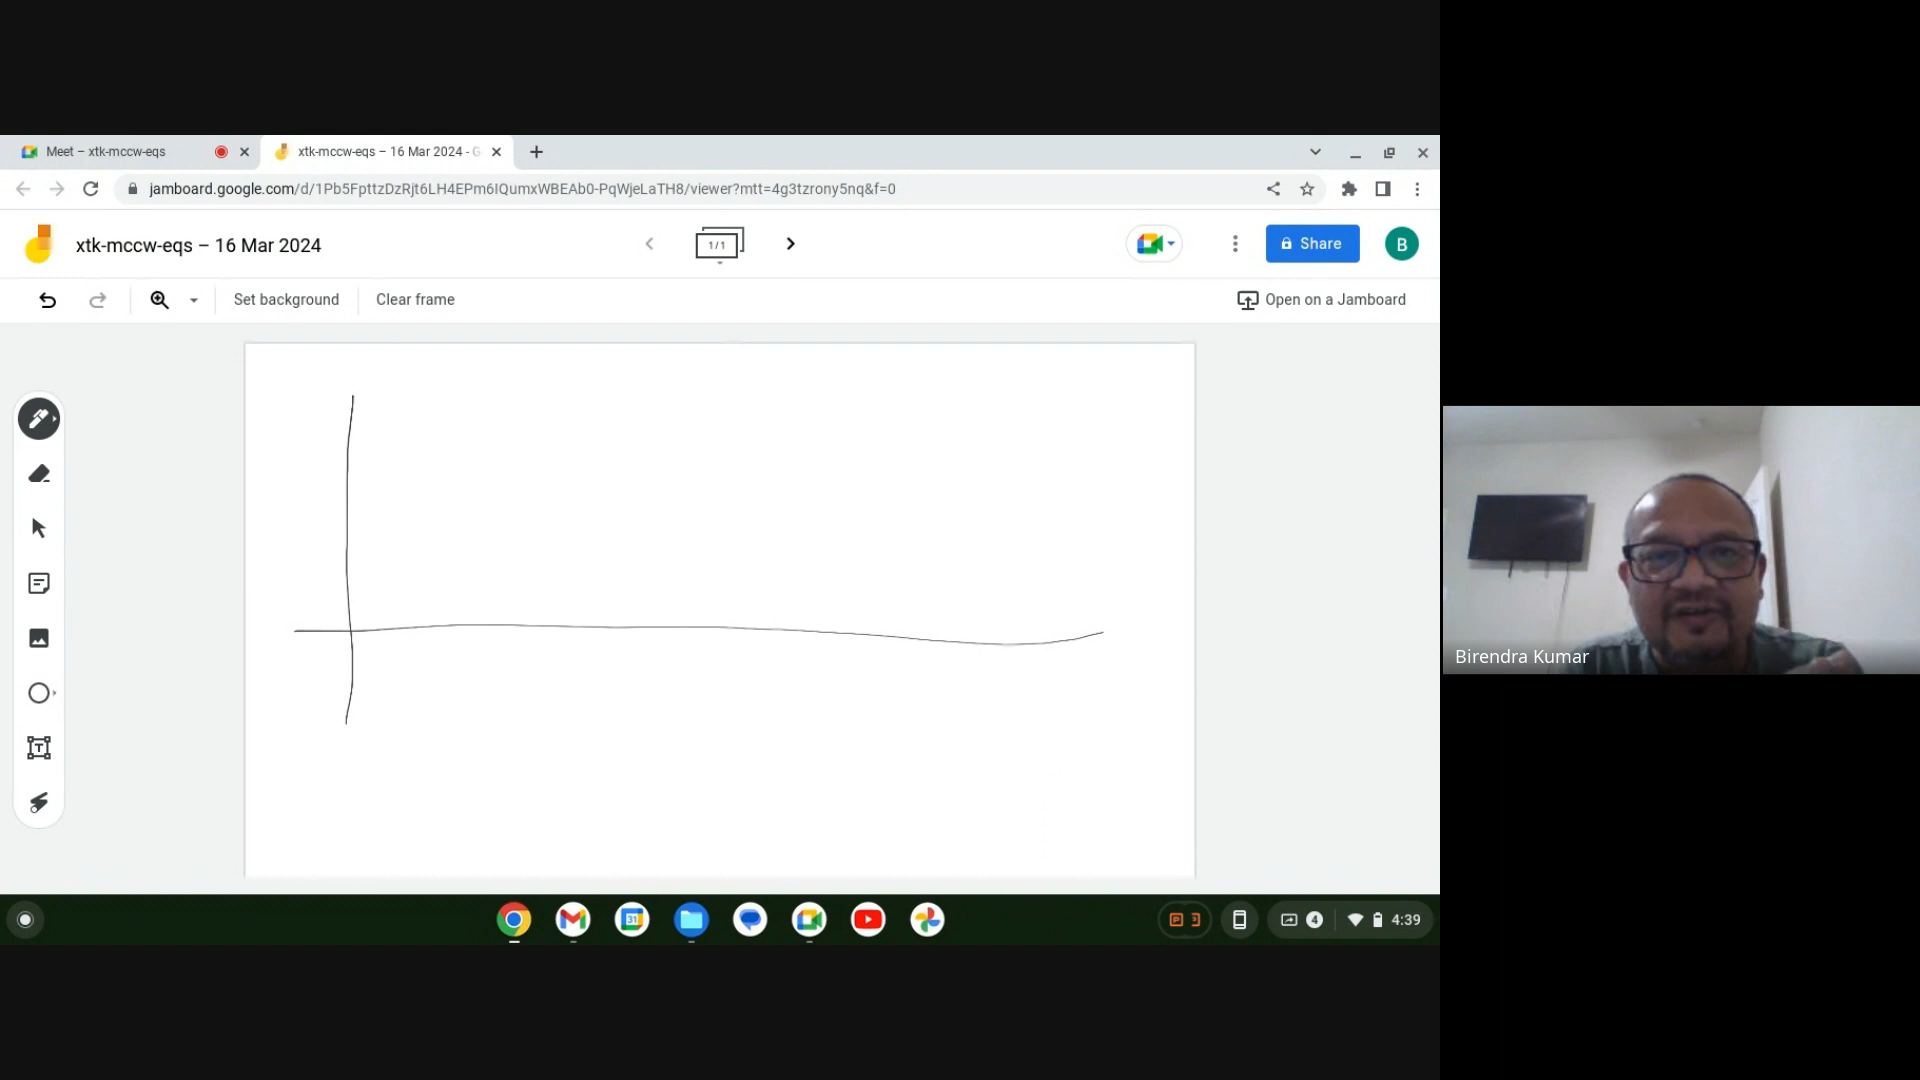 Meet – xtk-mccw-eqs
xtk-mccw-eqs – 16 Mar 2024 - G
jamboard.google.com/d/1Pb5FpttzDzRjt6LH4EPm6IQumxWBEAb0-PqWjeLaTH8/viewer?mtt=4g3tzrony5nq&f=0
xtk-mccw-eqs – 16 Mar 2024
1/1
Share
B
Set background
Clear frame
Open on a Jamboard
T
Birendra Kumar
31
4
4:39